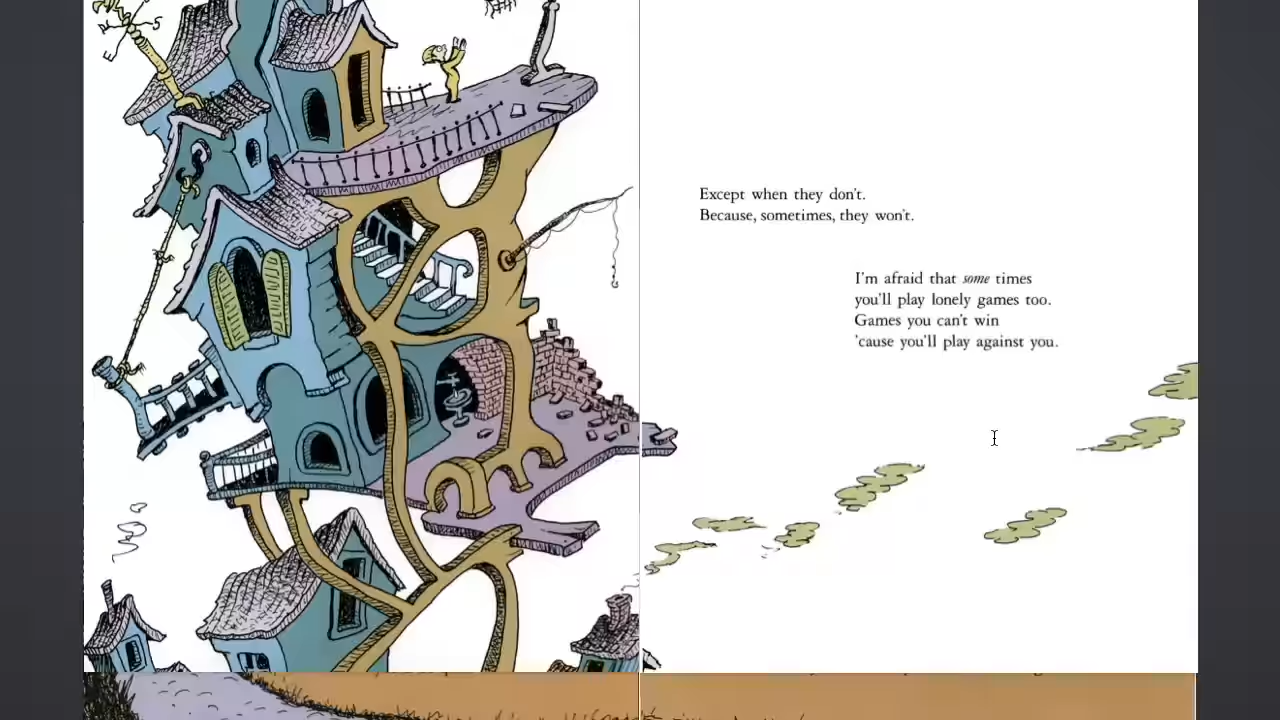 Except when they don't.
Because, sometimes, they won't.
I'm afraid that some times
you'll play lonely games too.
Games you can't win
'cause you'll play against you.